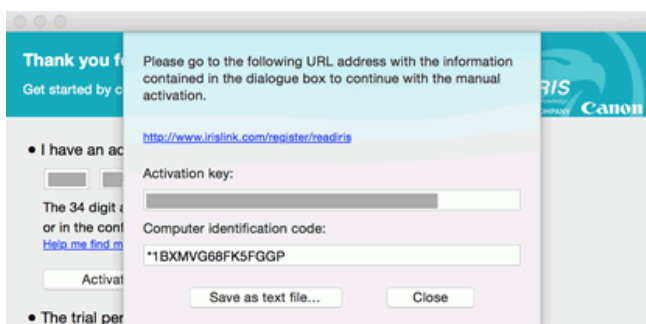 Thank you f
Get started by c
Please go to the following URL address with the information
contained in the dialogue box to continue with the manual
activation.
http://www.irislink.com/register/readiris
Activation key:
Computer identification code:
*1BXMVG68FK5FGGP
Save as text file...
Close
• I have an ac
The 34 digit
or in the cont
Help me find m
Activat
• The trial per
RIS
Canon